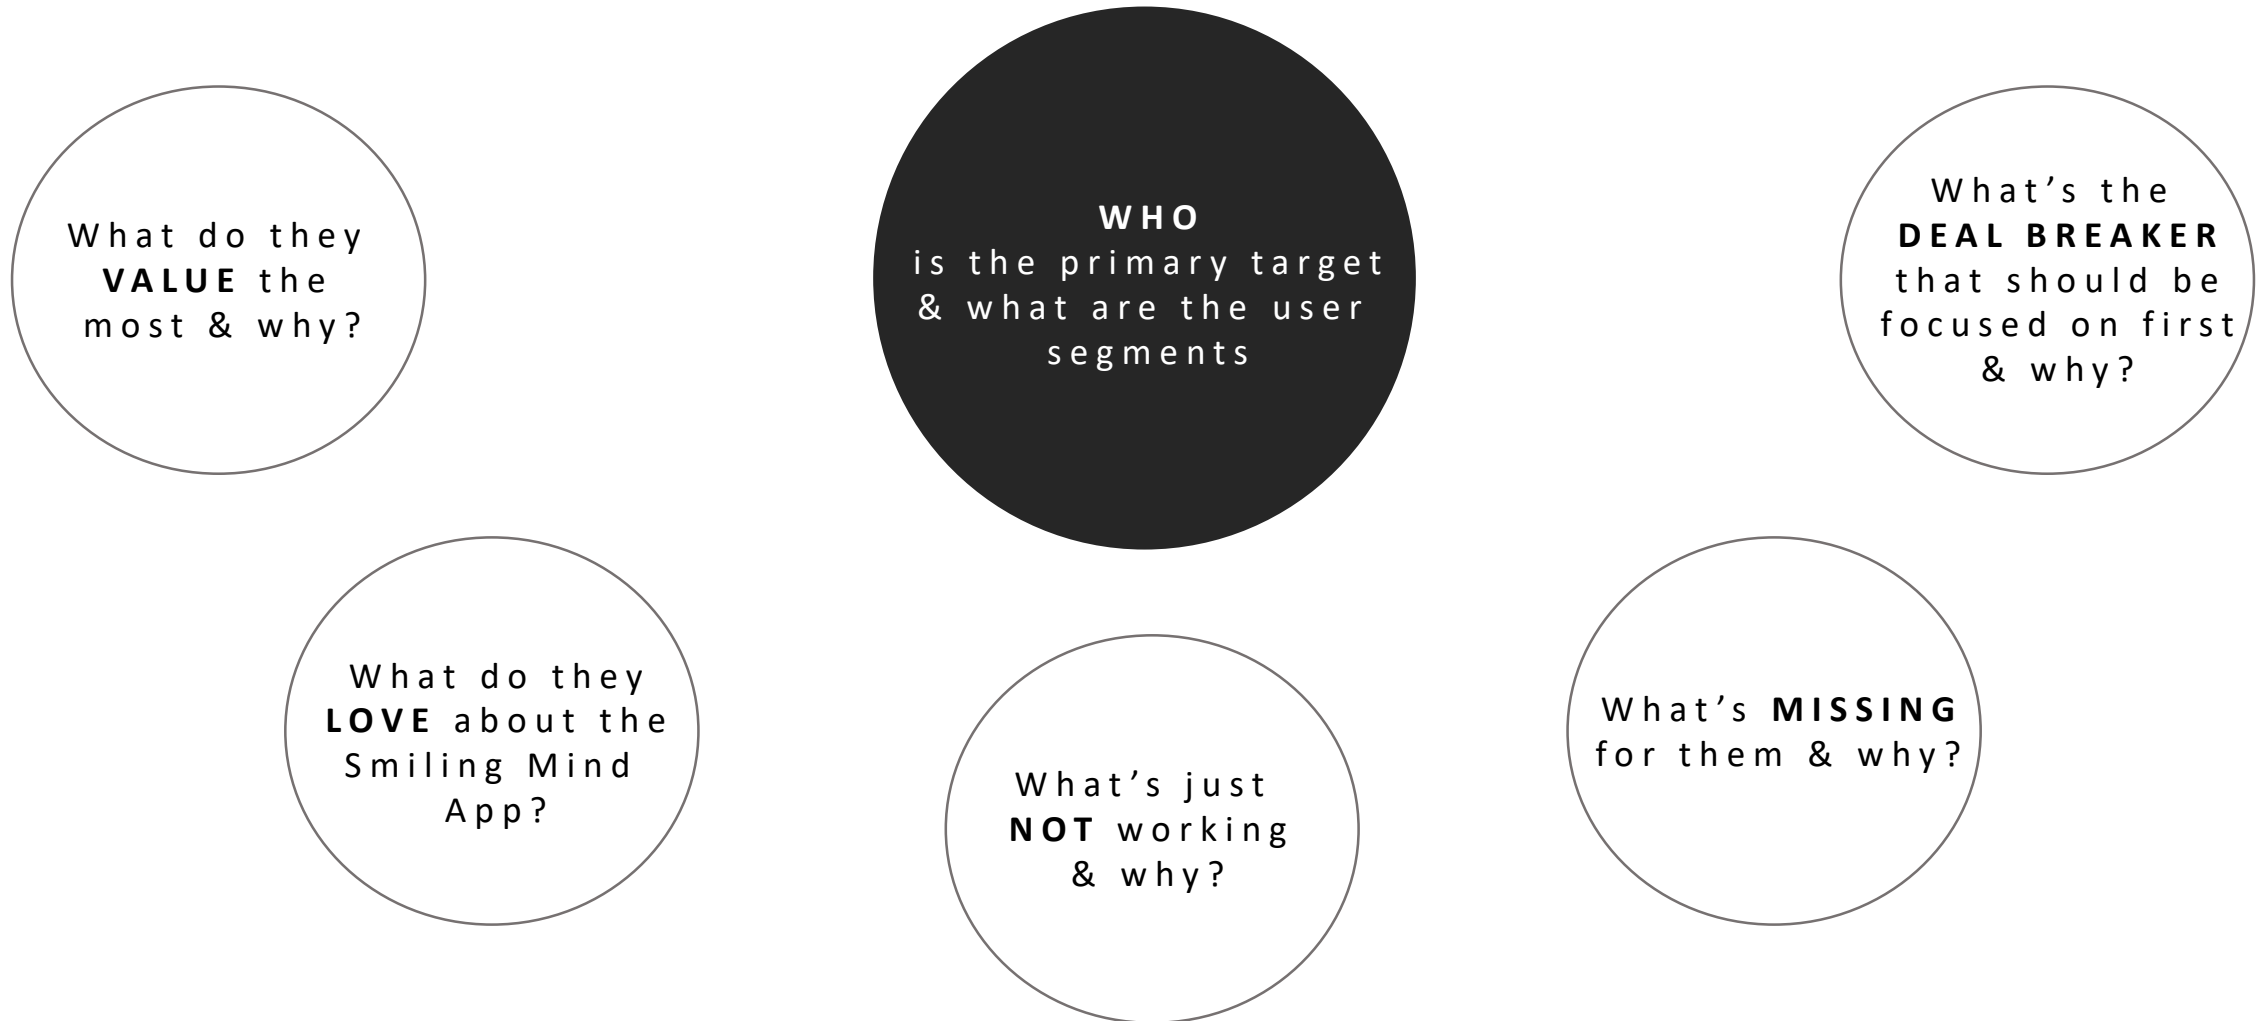 What do they
VALUE the
most & why?
WHO
is the primary target
& what are the user
segments
What’s the
DEAL BREAKER
that should be
focused on first
& why?
What do they
LOVE about the
Smiling Mind
App?
What’s just
NOT working
& why?
What’s MISSING
for them & why?